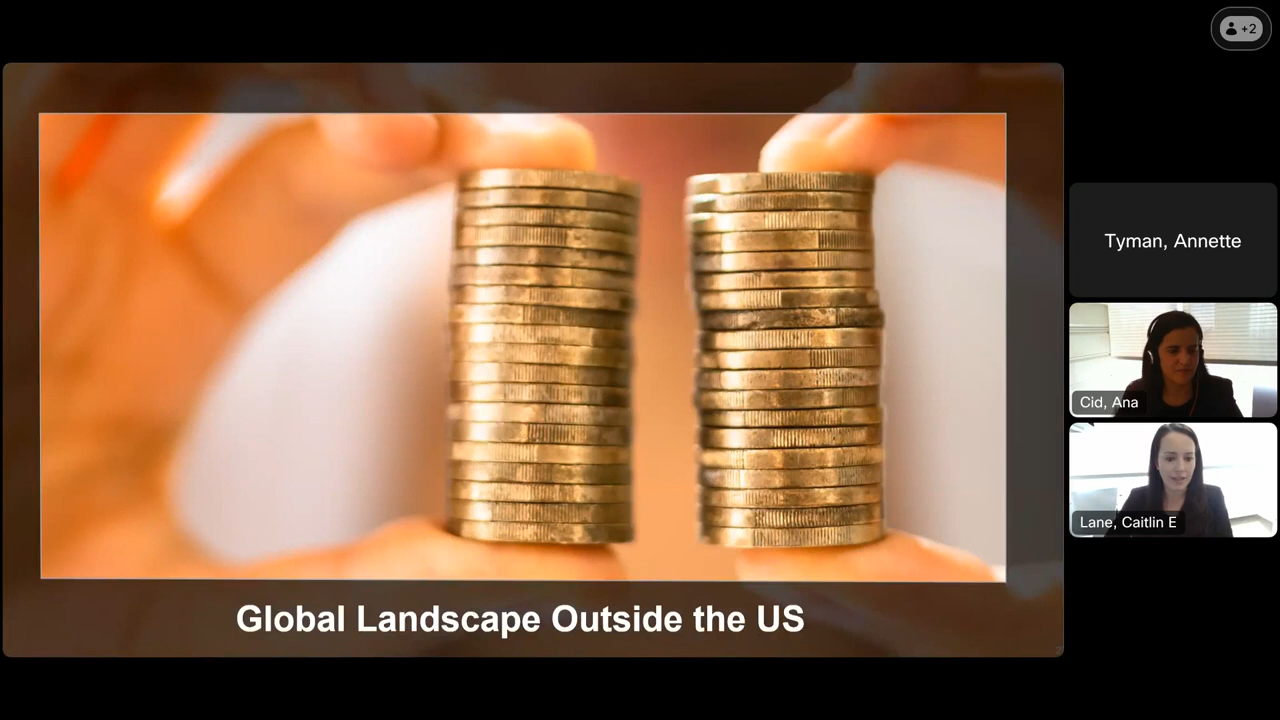 +2
Tyman, Annette
Cid, Ana
Lane, Caitlin E
Global Landscape Outside the US